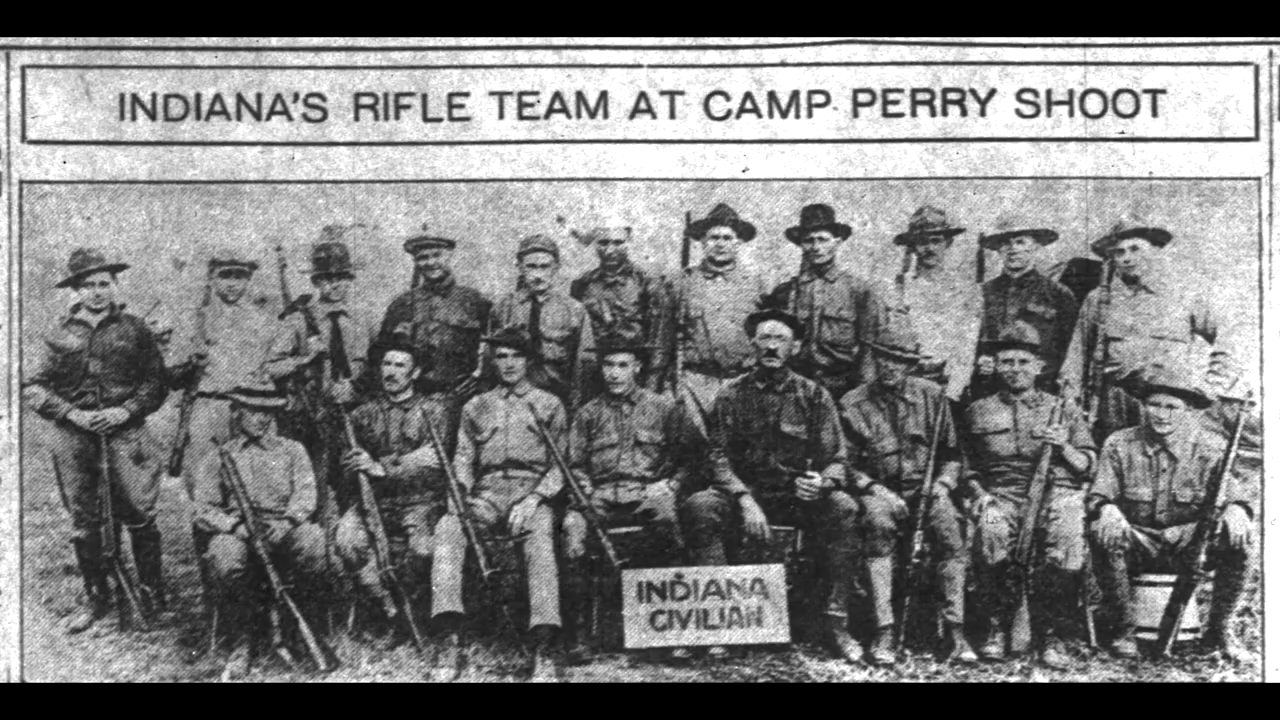 INDIANA'S RIFLE TEAM AT CAMP PERRY SHOOT
INDIANA
CIVILIAN